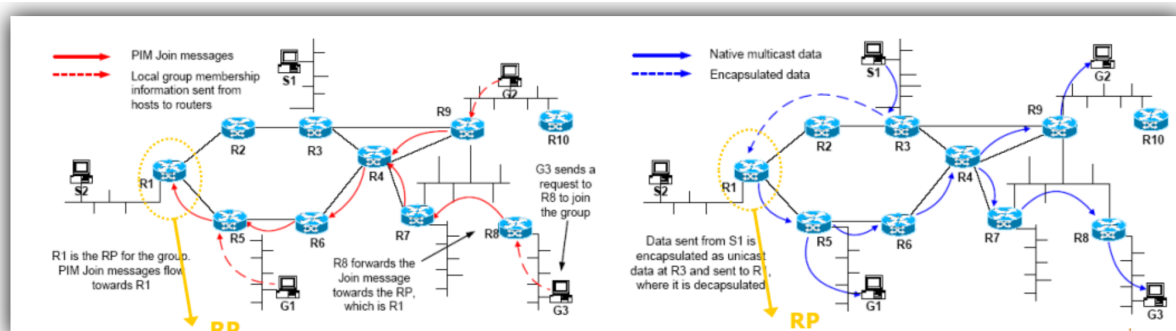 PIM Join messages
Local group membership
information sent from
hosts to routers
S1
G2
R9
R10
R2
R3
R4
S2
R1
G3 sends a
request to
R8 to join
the group
R5
R6
R7
R8
R1 is the RP for the group.
PIM Join messages flow
towards R1
R8 forwards the
Join message
towards the RP,
which is R1
G1
G3
RP
Native multicast data
Encapsulated data
S1
G2
R9
R10
R2
R3
R4
S2
R1
R5
R6
R7
R8
Data sent from S1 is
encapsulated as unicast
data at R3 and sent to R1,
where it is decapsulated
G1
G3
RP